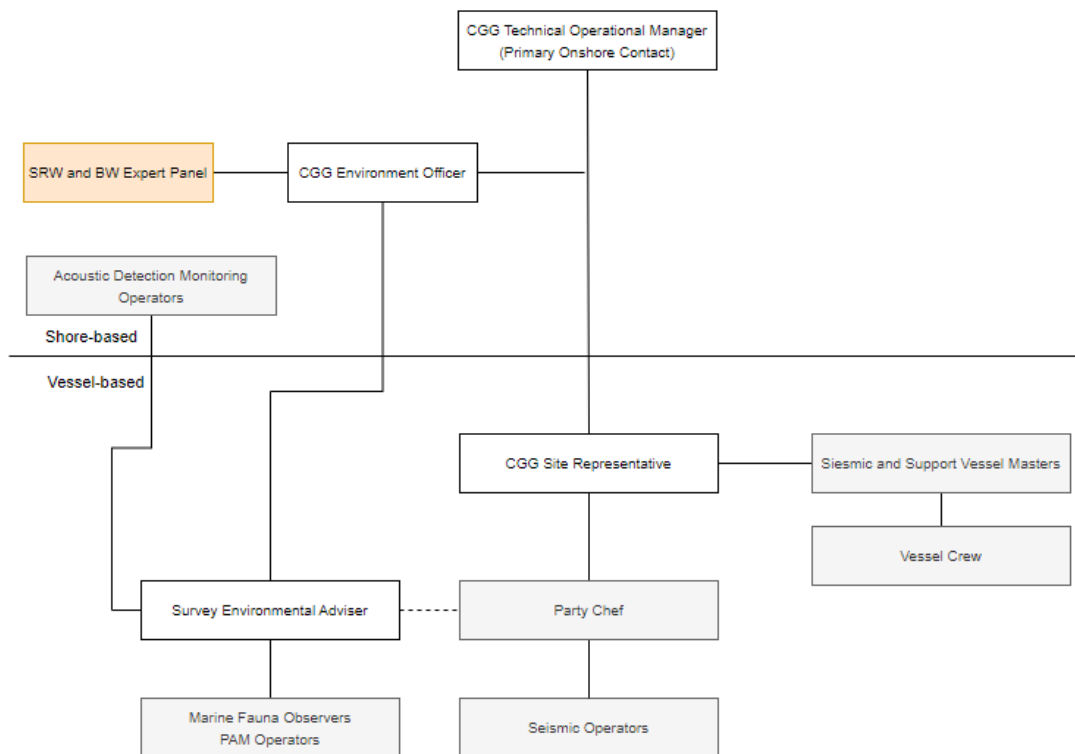 CGG Technical Operational Manager
(Primary Onshore Contact)
SRW and BW Expert Panel
CGG Environment Officer
Acoustic Detection Monitoring
Operators
Shore-based
Vessel-based
CGG Site Representative
Siesmic and Support Vessel Masters
Vessel Crew
Survey Environmental Adviser
Party Chef
Marine Fauna Observers
PAM Operators
Seismic Operators